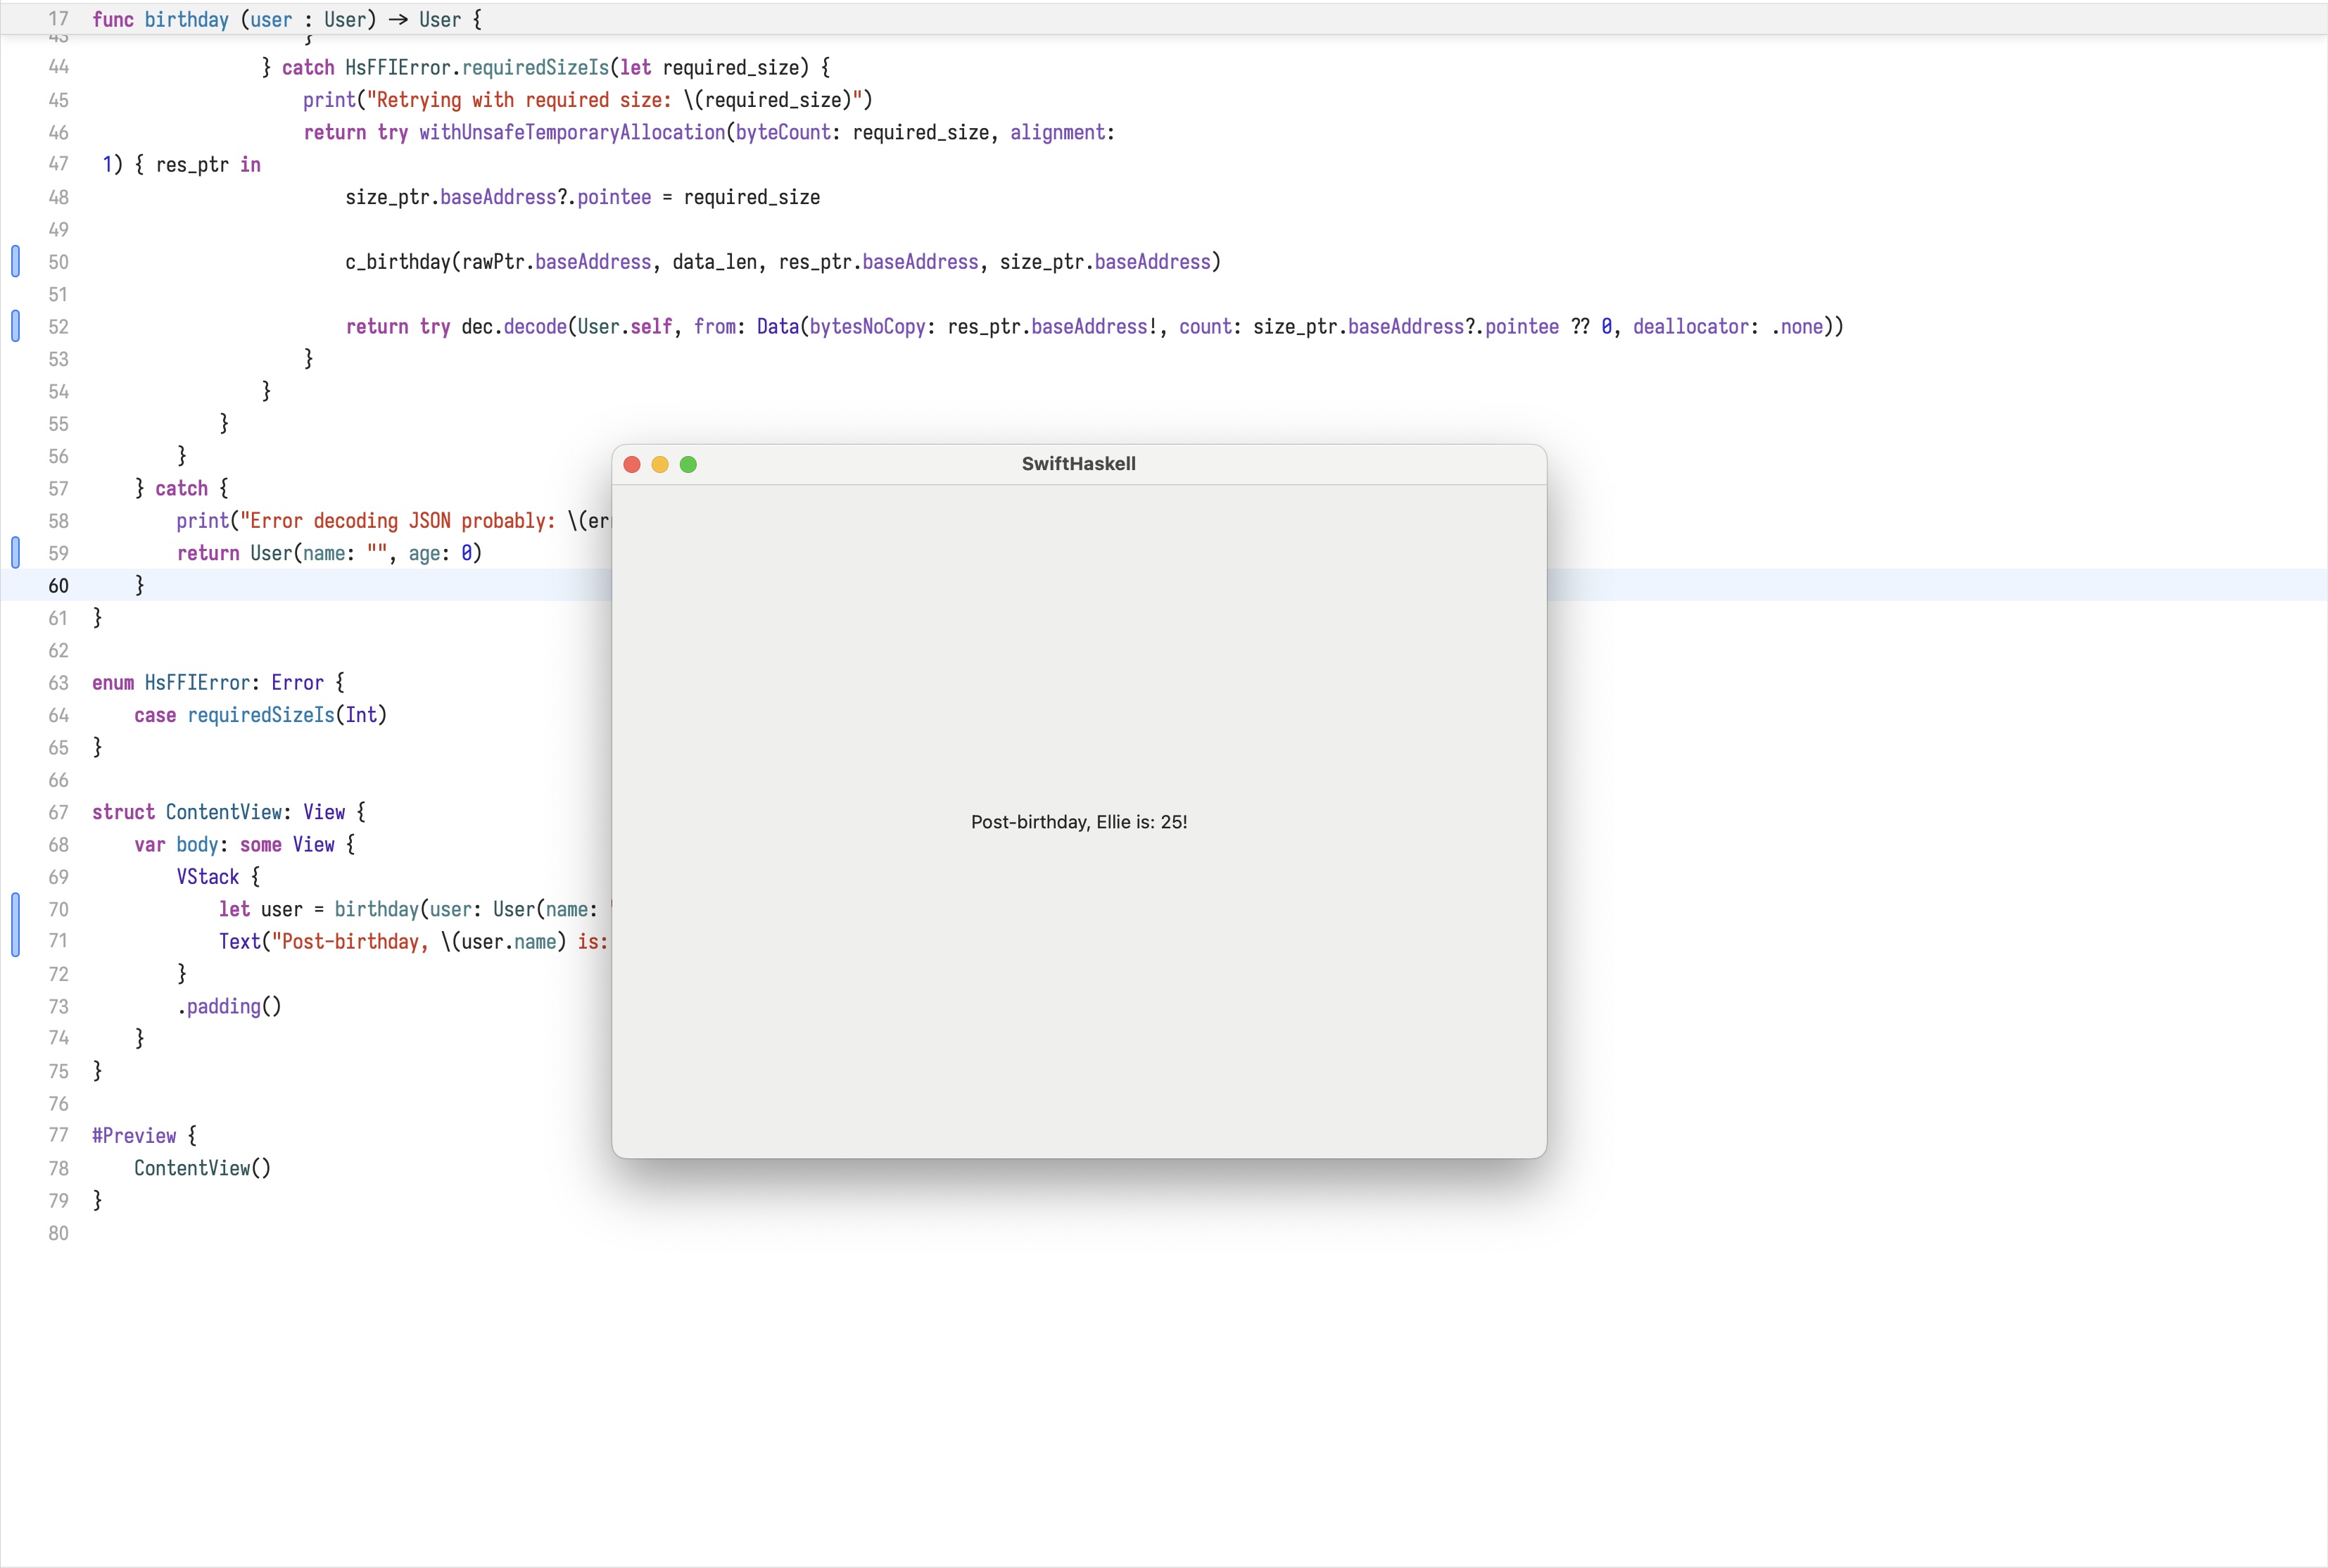 17 func birthday (user : User) → User {
43 }
44 } catch HsFFIError.requiredSizeIs(let required_size) {
45 print("Retrying with required size: \(required_size)")
46 return try withUnsafeTemporaryAllocation(byteCount: required_size, alignment:
47 1) { res_ptr in
48 size_ptr.baseAddress?.pointee = required_size
49
50 c_birthday(rawPtr.baseAddress, data_len, res_ptr.baseAddress, size_ptr.baseAddress)
51
52 return try dec.decode(User.self, from: Data(bytesNoCopy: res_ptr.baseAddress!, count: size_ptr.baseAddress?.pointee ?? 0, deallocator: .none))
53 }
54 }
55 }
56 }
57 } catch {
58 print("Error decoding JSON probably: \(er
59 return User(name: "", age: 0)
60 }
61 }
62
63 enum HsFFIError: Error {
64 case requiredSizeIs(Int)
65 }
66
67 struct ContentView: View {
68 var body: some View {
69 VStack {
70 let user = birthday(user: User(name:
71 Text("Post-birthday, \(user.name) is:
72 }
73 .padding()
74 }
75 }
76
77 #Preview {
78 ContentView()
79 }
80
SwiftHaskell
Post-birthday, Ellie is: 25!